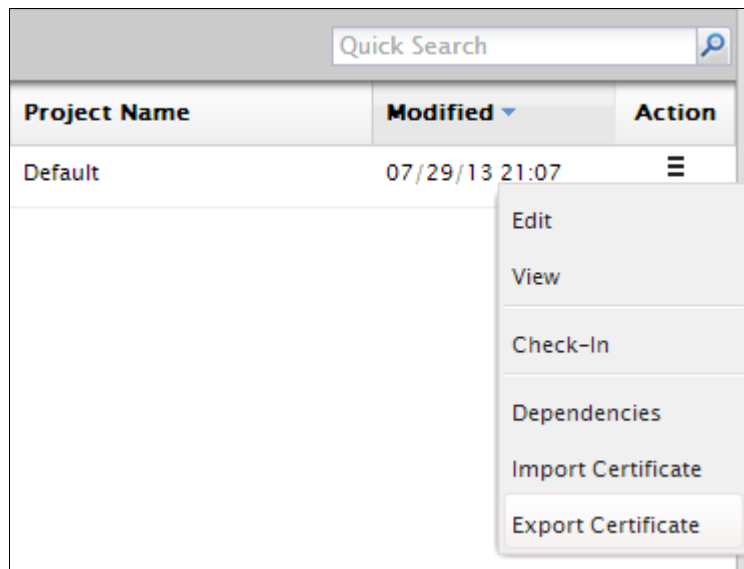 Quick Search
Project Name Modified Action
Default 07/29/13 21:07
Edit
View
Check-In
Dependencies
Import Certificate
Export Certificate